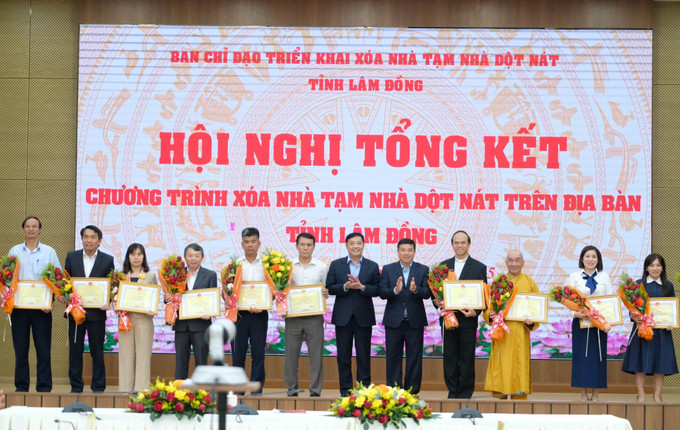 BAN CHỈ ĐẠO TRIỂN KHAI XÓA NHÀ TẠM NHÀ DỘT NÁT
TỈNH LÂM ĐỒNG
HỘI NGHỊ TỔNG KẾT
CHƯƠNG TRÌNH XÓA NHÀ TẠM NHÀ DỘT NÁT TRÊN ĐỊA BÀN
TỈNH LÂM ĐỒNG